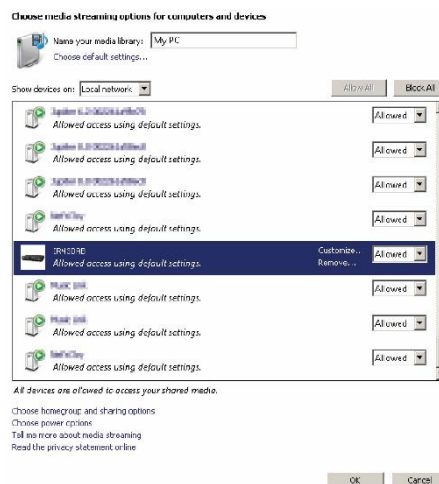 Choose media streaming options for computers and devices
Name your media library: My PC
Choose default settings...
Show devices on: Local network Allow All Block All
Allowed
Allowed access using default settings.
Allowed
Allowed access using default settings.
Allowed
Allowed access using default settings.
Allowed
Allowed access using default settings.
Customize... Allowed
Allowed access using default settings. Remove...
Allowed
Allowed access using default settings.
Allowed
Allowed access using default settings.
Allowed
Allowed access using default settings.
All devices are allowed to access your shared media.
Choose homegroup and sharing options
Choose power options
Tell me more about media streaming
Read the privacy statement online
OK Cancel